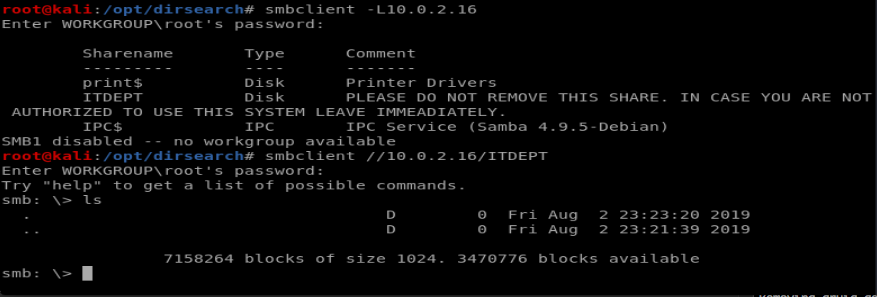 root@kali:/opt/dirsearch# smbclient -L10.0.2.16
Enter WORKGROUP\root's password:
Sharename Type Comment
--------- ---- -------
print$ Disk Printer Drivers
ITDEPT Disk PLEASE DO NOT REMOVE THIS SHARE. IN CASE YOU ARE NOT
AUTHORIZED TO USE THIS SYSTEM LEAVE IMMEADIATELY.
IPC$ IPC IPC Service (Samba 4.9.5-Debian)
SMB1 disabled -- no workgroup available
root@kali:/opt/dirsearch# smbclient //10.0.2.16/ITDEPT
Enter WORKGROUP\root's password:
Try "help" to get a list of possible commands.
smb: \> ls
. D 0 Fri Aug 2 23:23:20 2019
.. D 0 Fri Aug 2 23:21:39 2019
7158264 blocks of size 1024. 3470776 blocks available
smb: \>